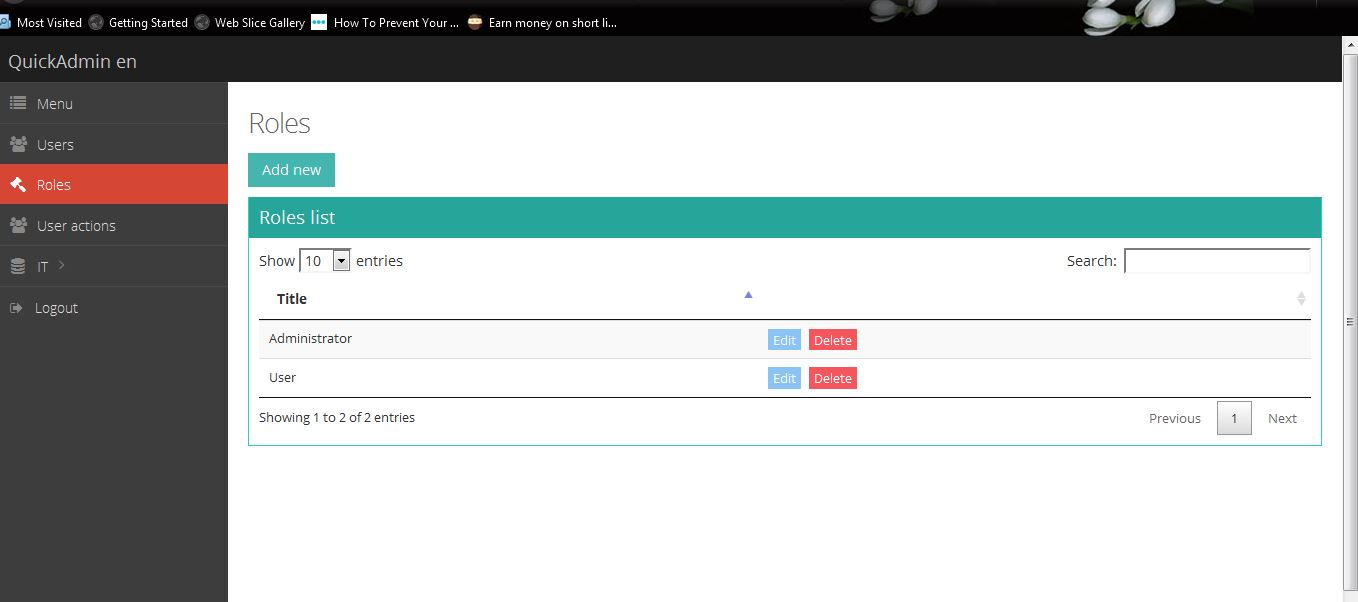 Most Visited Getting Started Web Slice Gallery How To Prevent Your ... Earn money on short li...
QuickAdmin en
Menu
Users
Roles
User actions
IT
Logout
Roles
Add new
Roles list
Show 10 entries Search:
Title
Administrator Edit Delete
User Edit Delete
Showing 1 to 2 of 2 entries Previous 1 Next